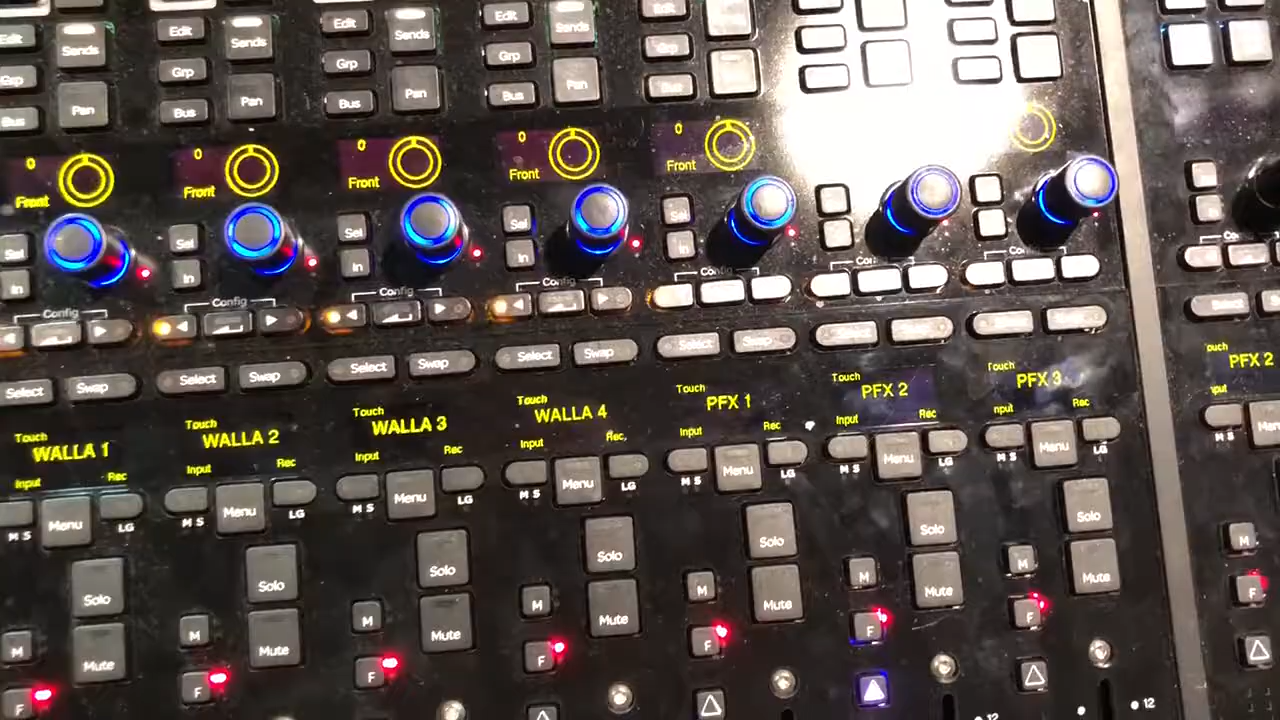 Edit Edit Edit Edit Edit
Sends Sends Sends Sends
Grp Grp Grp Grp Grp
Pan Pan Pan Pan
Bus Bus Bus Bus Bus
0 0 0 0 0
Front Front Front Front Front
Sel Sel Sel Sel Sel
In In In In In
Config Config Config Config Config
Select Swap Select Swap Select Swap Select Swap Select Swap Select
Touch Touch Touch Touch Touch Touch
WALLA 1 WALLA 2 WALLA 3 WALLA 4 PFX 1 PFX 2 PFX 3 PFX 2
Input Rec Input Rec Input Rec Input Rec Input Rec Input Rec Rec
Menu Menu Menu Menu Menu Menu Menu
M S LG M S LG M S LG M S LG M S LG M S LG M S LG M S
Solo Solo Solo Solo Solo Solo Solo
M M M M M M M M
Mute Mute Mute Mute Mute Mute Mute
F F F F F F F F
12 12